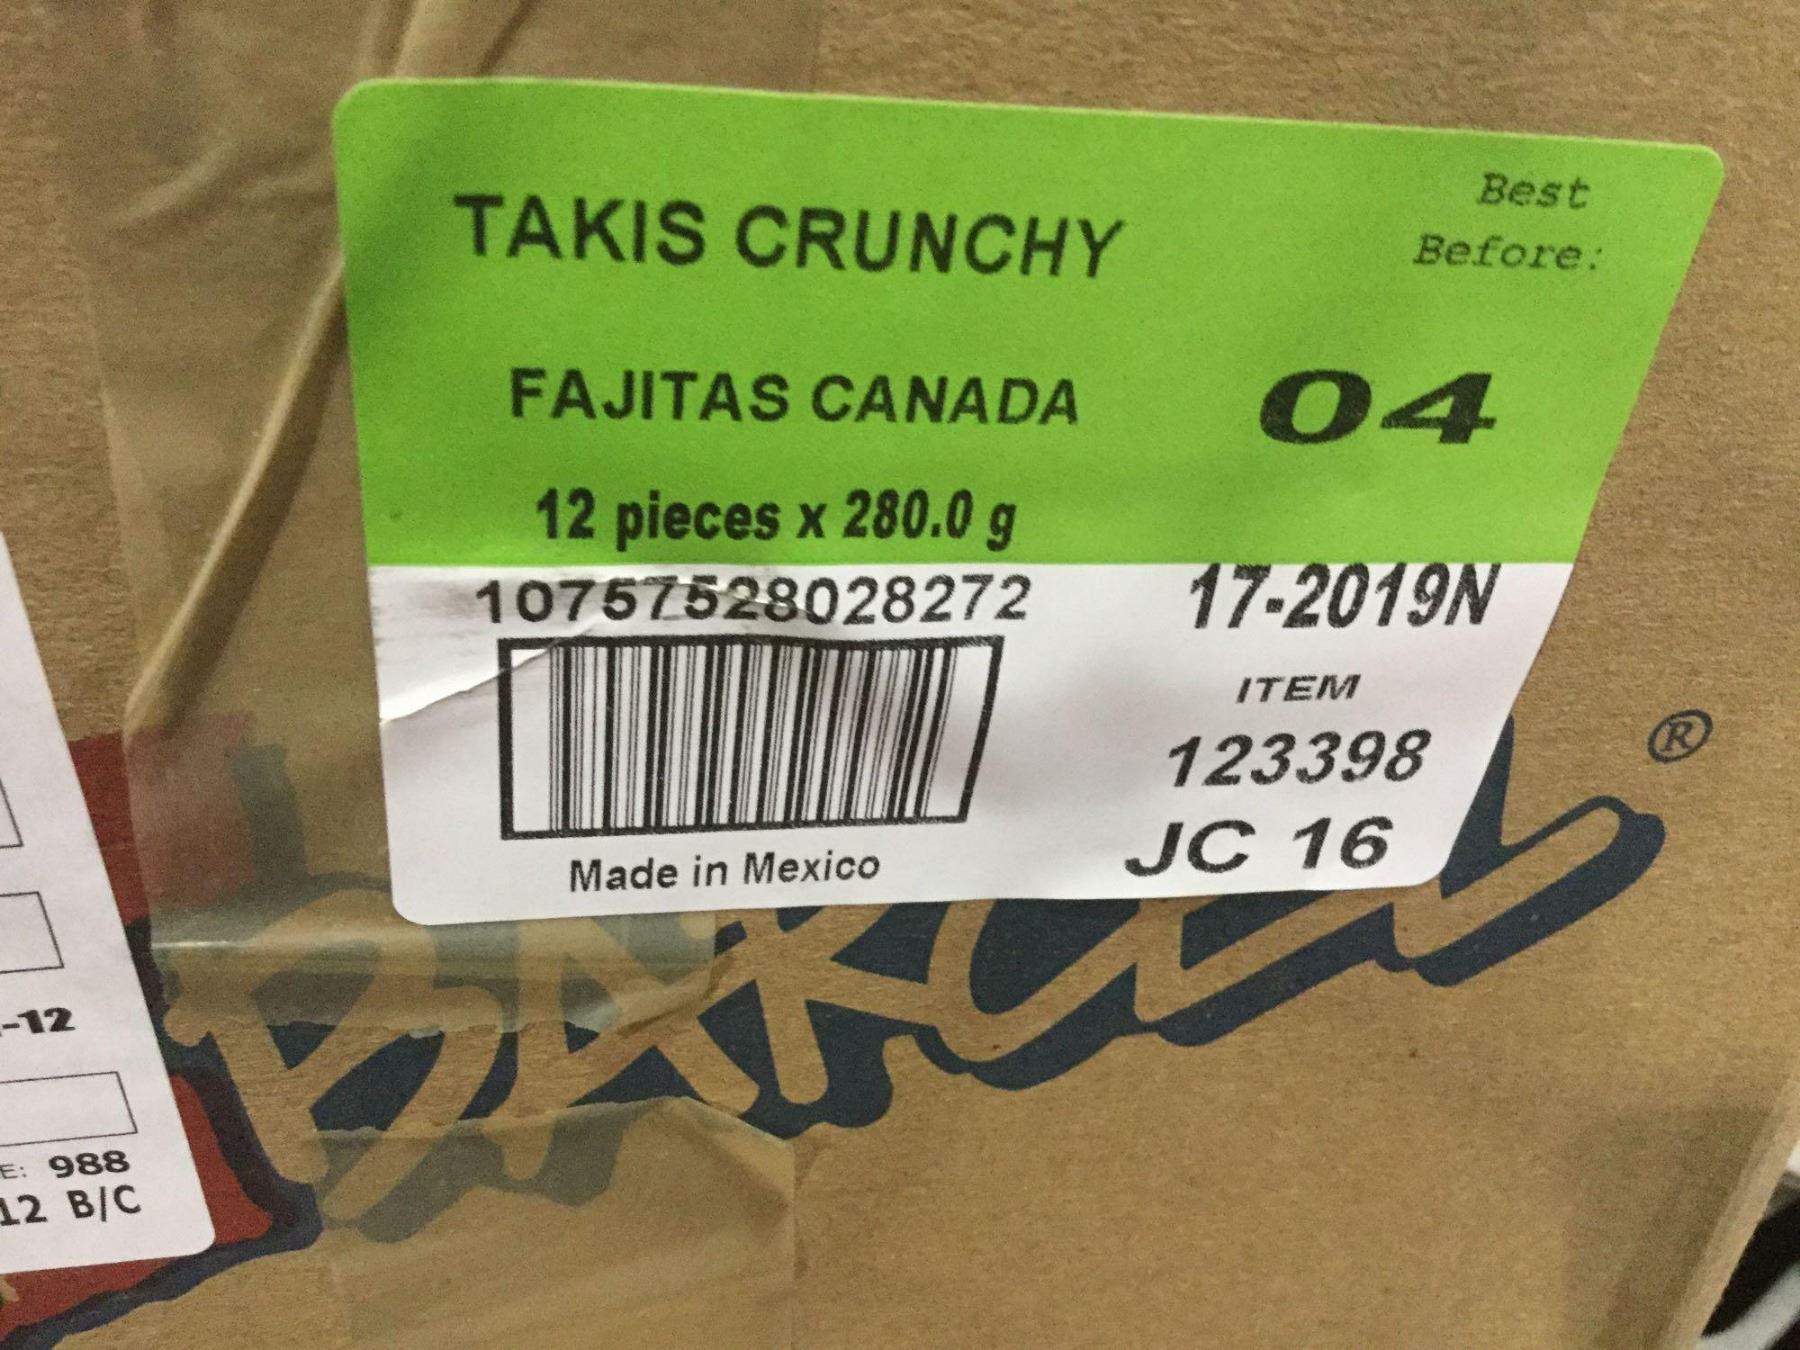 TAKIS CRUNCHY
FAJITAS CANADA
12 pieces x 280.0 g
10757528028272
Made in Mexico
Best
Before:
04
17-2019N
ITEM
123398
JC 16
BARCEL
®
-12
E: 988
12 B/C